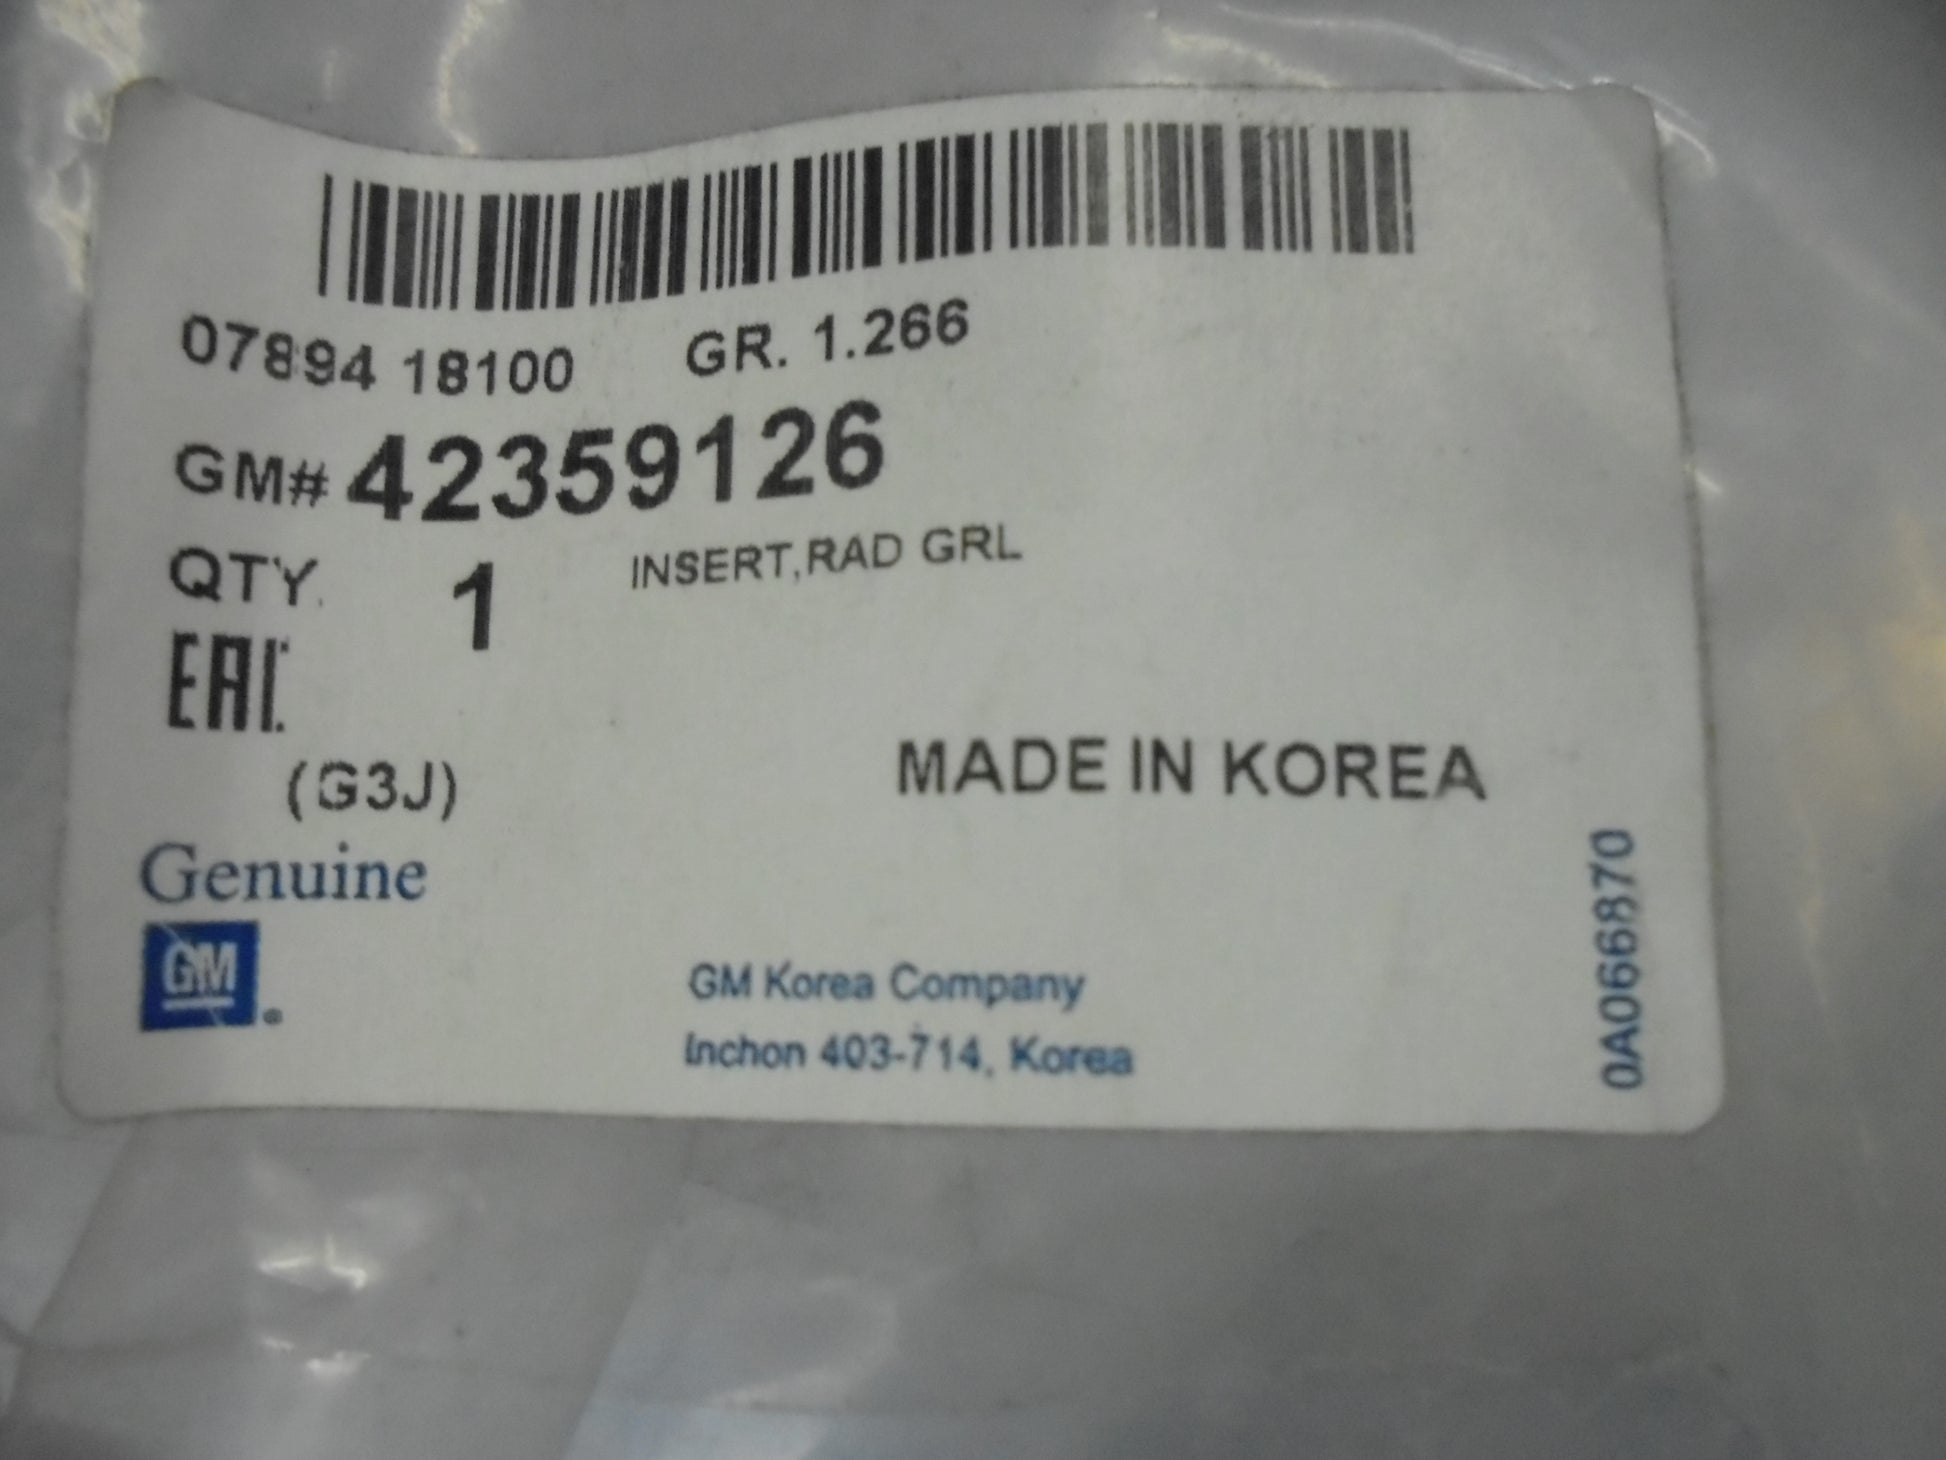 07894 18100 GR. 1.266
GM# 42359126
QTY. 1 INSERT,RAD GRL
EAC
(G3J)
MADE IN KOREA
Genuine
GM
GM Korea Company
Inchon 403-714, Korea
0A066870